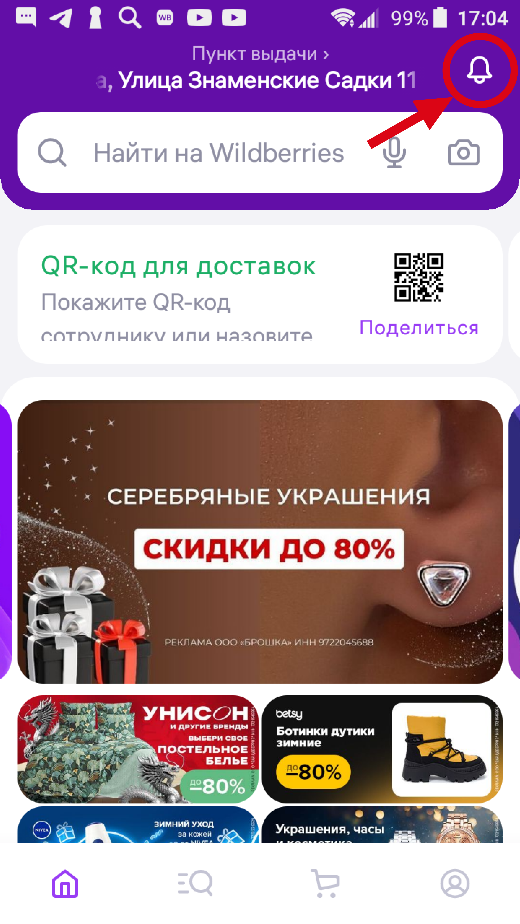 WB
99%
17:04
Пункт выдачи ›
а, Улица Знаменские Садки 11
Найти на Wildberries
QR-код для доставок
Покажите QR-код
сотруднику или назовите
Поделиться
СЕРЕБРЯНЫЕ УКРАШЕНИЯ
СКИДКИ ДО 80%
РЕКЛАМА ООО «БРОШКА» ИНН 9722045688
УНИСОН
И ДРУГИЕ БРЕНДЫ
ВЫБЕРИ СВОЕ
ПОСТЕЛЬНОЕ
БЕЛЬЕ
ДО
–80%
betsy
Ботинки дутики
зимние
ДО
–80%
NIVEA
ЗИМНИЙ УХОД
за кожей
Украшения, часы